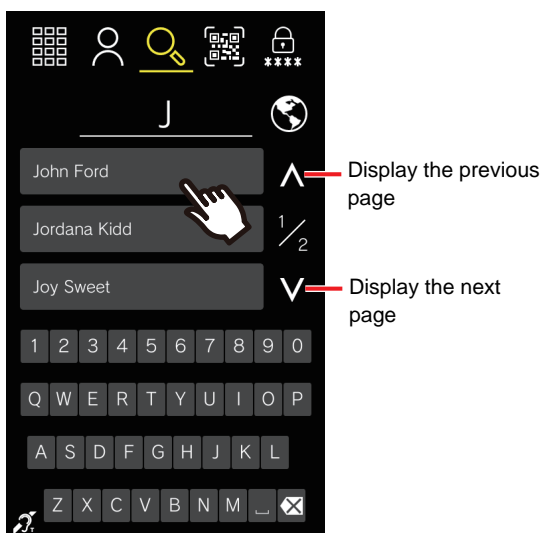 ****
J
John Ford
Display the previous
page
Jordana Kidd
1/2
Joy Sweet
Display the next
page
1 2 3 4 5 6 7 8 9 0
Q W E R T Y U I O P
A S D F G H J K L
Z X C V B N M ⎵
T